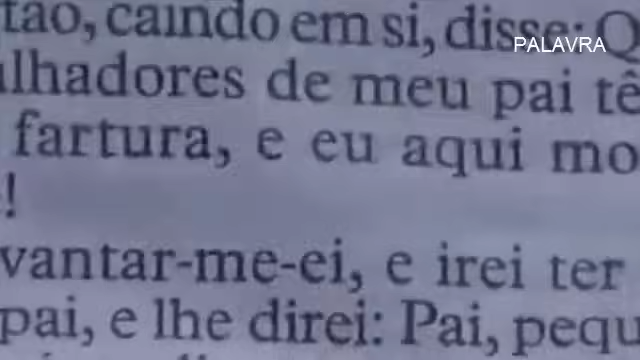 tão, caindo em si, disse: Q
PALAVRA
lhadores de meu pai tê
fartura, e eu aqui mo
!
vantar-me-ei, e irei ter
pai, e lhe direi: Pai, pequ